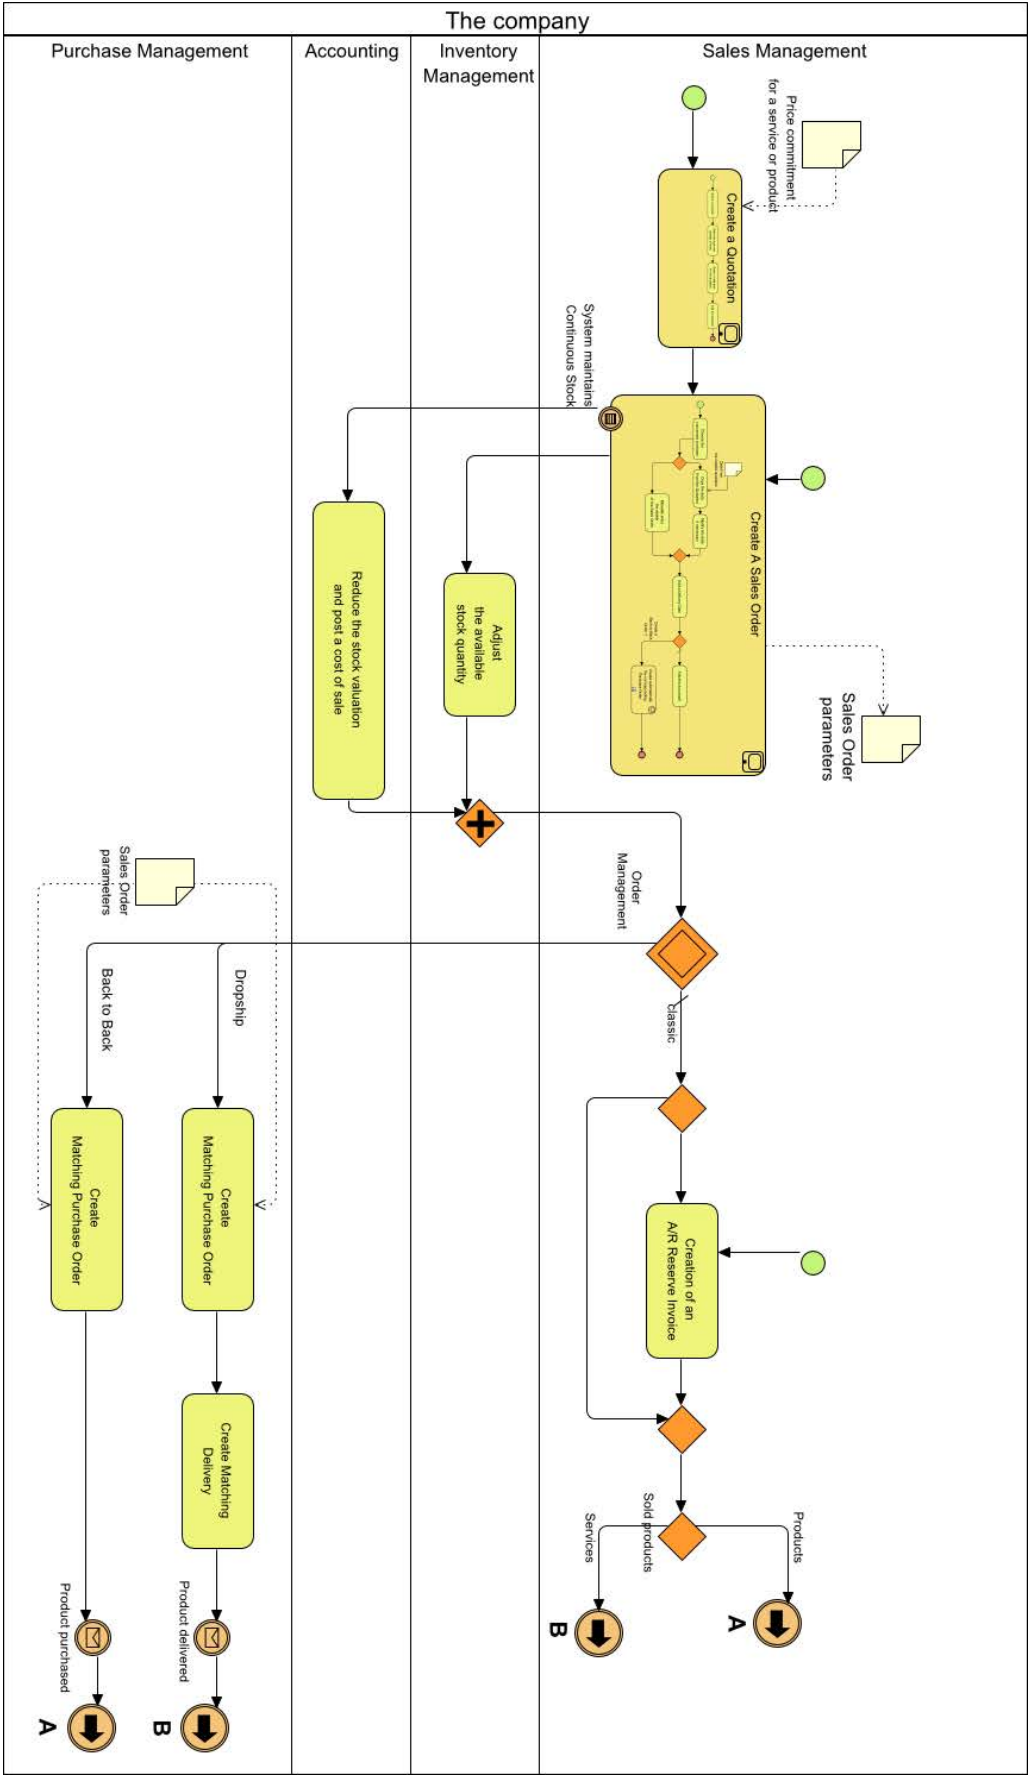 The company
Purchase Management
Accounting
Inventory
Management
Sales Management
Price commitment
for a service or product
Create a Quotation
System maintains
Continuous Stock
Create A Sales Order
Sales Order
parameters
Reduce the stock valuation
and post a cost of sale
Adjust
the available
stock quantity
Sales Order
parameters
Order
Management
classic
Dropship
Back to Back
Create
Matching Purchase Order
Create
Matching Purchase Order
Creation of an
A/R Reserve Invoice
Create Matching
Delivery
Sold products
Products
Services
A
B
Product delivered
Product purchased
B
A